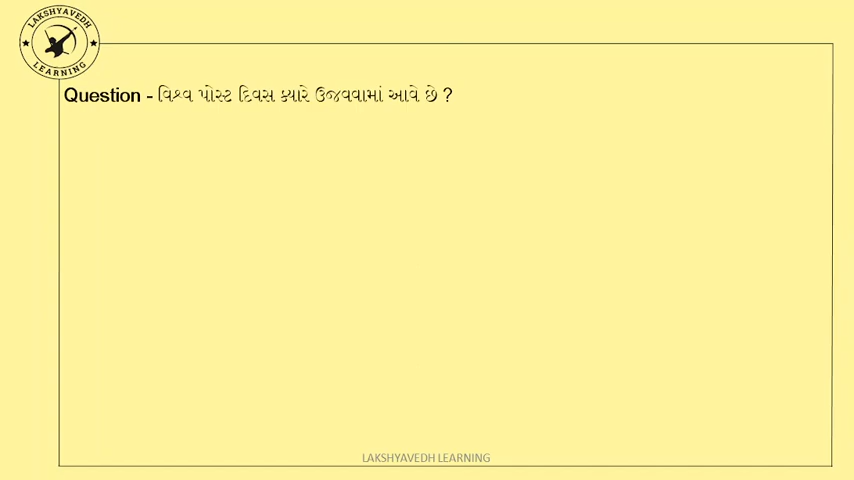 LAKSHYAVEDH
LEARNING
Question - વિશ્વ પોસ્ટ દિવસ ક્યારે ઉજવવામાં આવે છે ?
LAKSHYAVEDH LEARNING